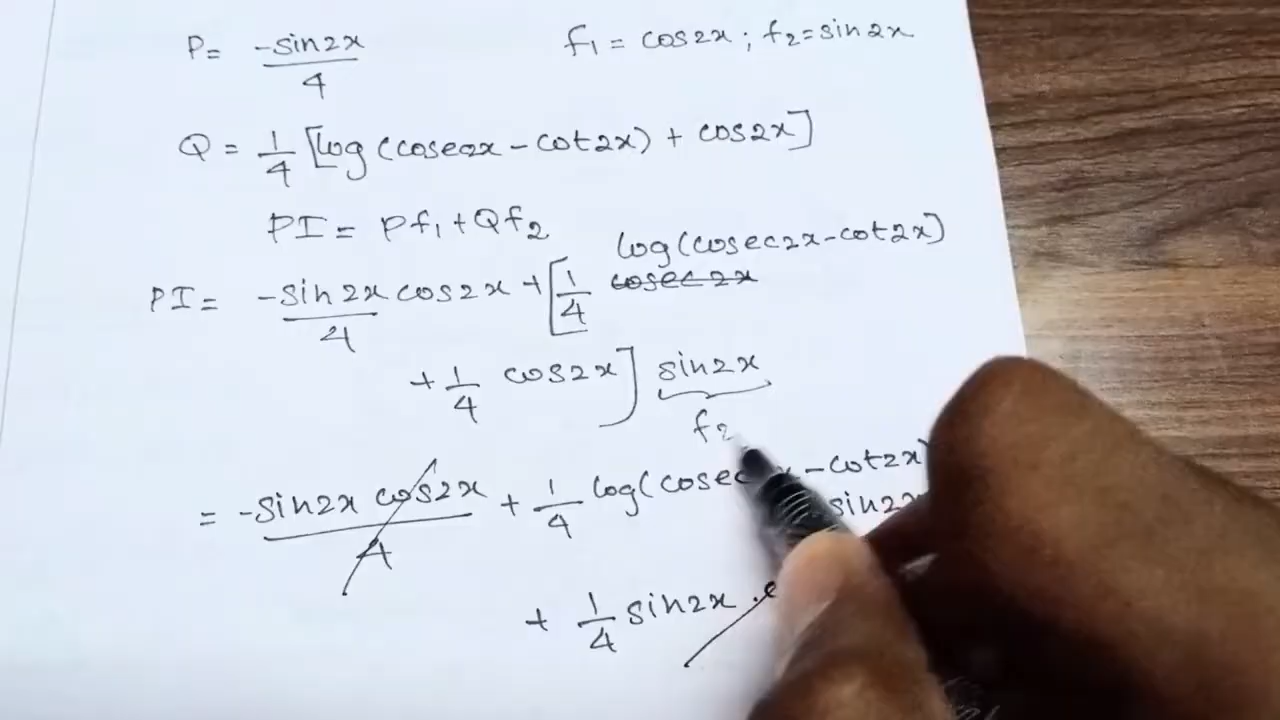 P= -sin2x/4
f1 = cos2x ; f2=sin2x
Q = 1/4 [log (cosec2x - cot2x) + cos2x]
PI = Pf1+Qf2
log(cosec2x-cot2x)
PI= -sin2x/4 cos2x + [1/4 cosec2x
+ 1/4 cos2x] sin2x
f2
= -sin2x cos2x/4 + 1/4 log(cosec -cot2x)
sin2x
+ 1/4 sin2x .